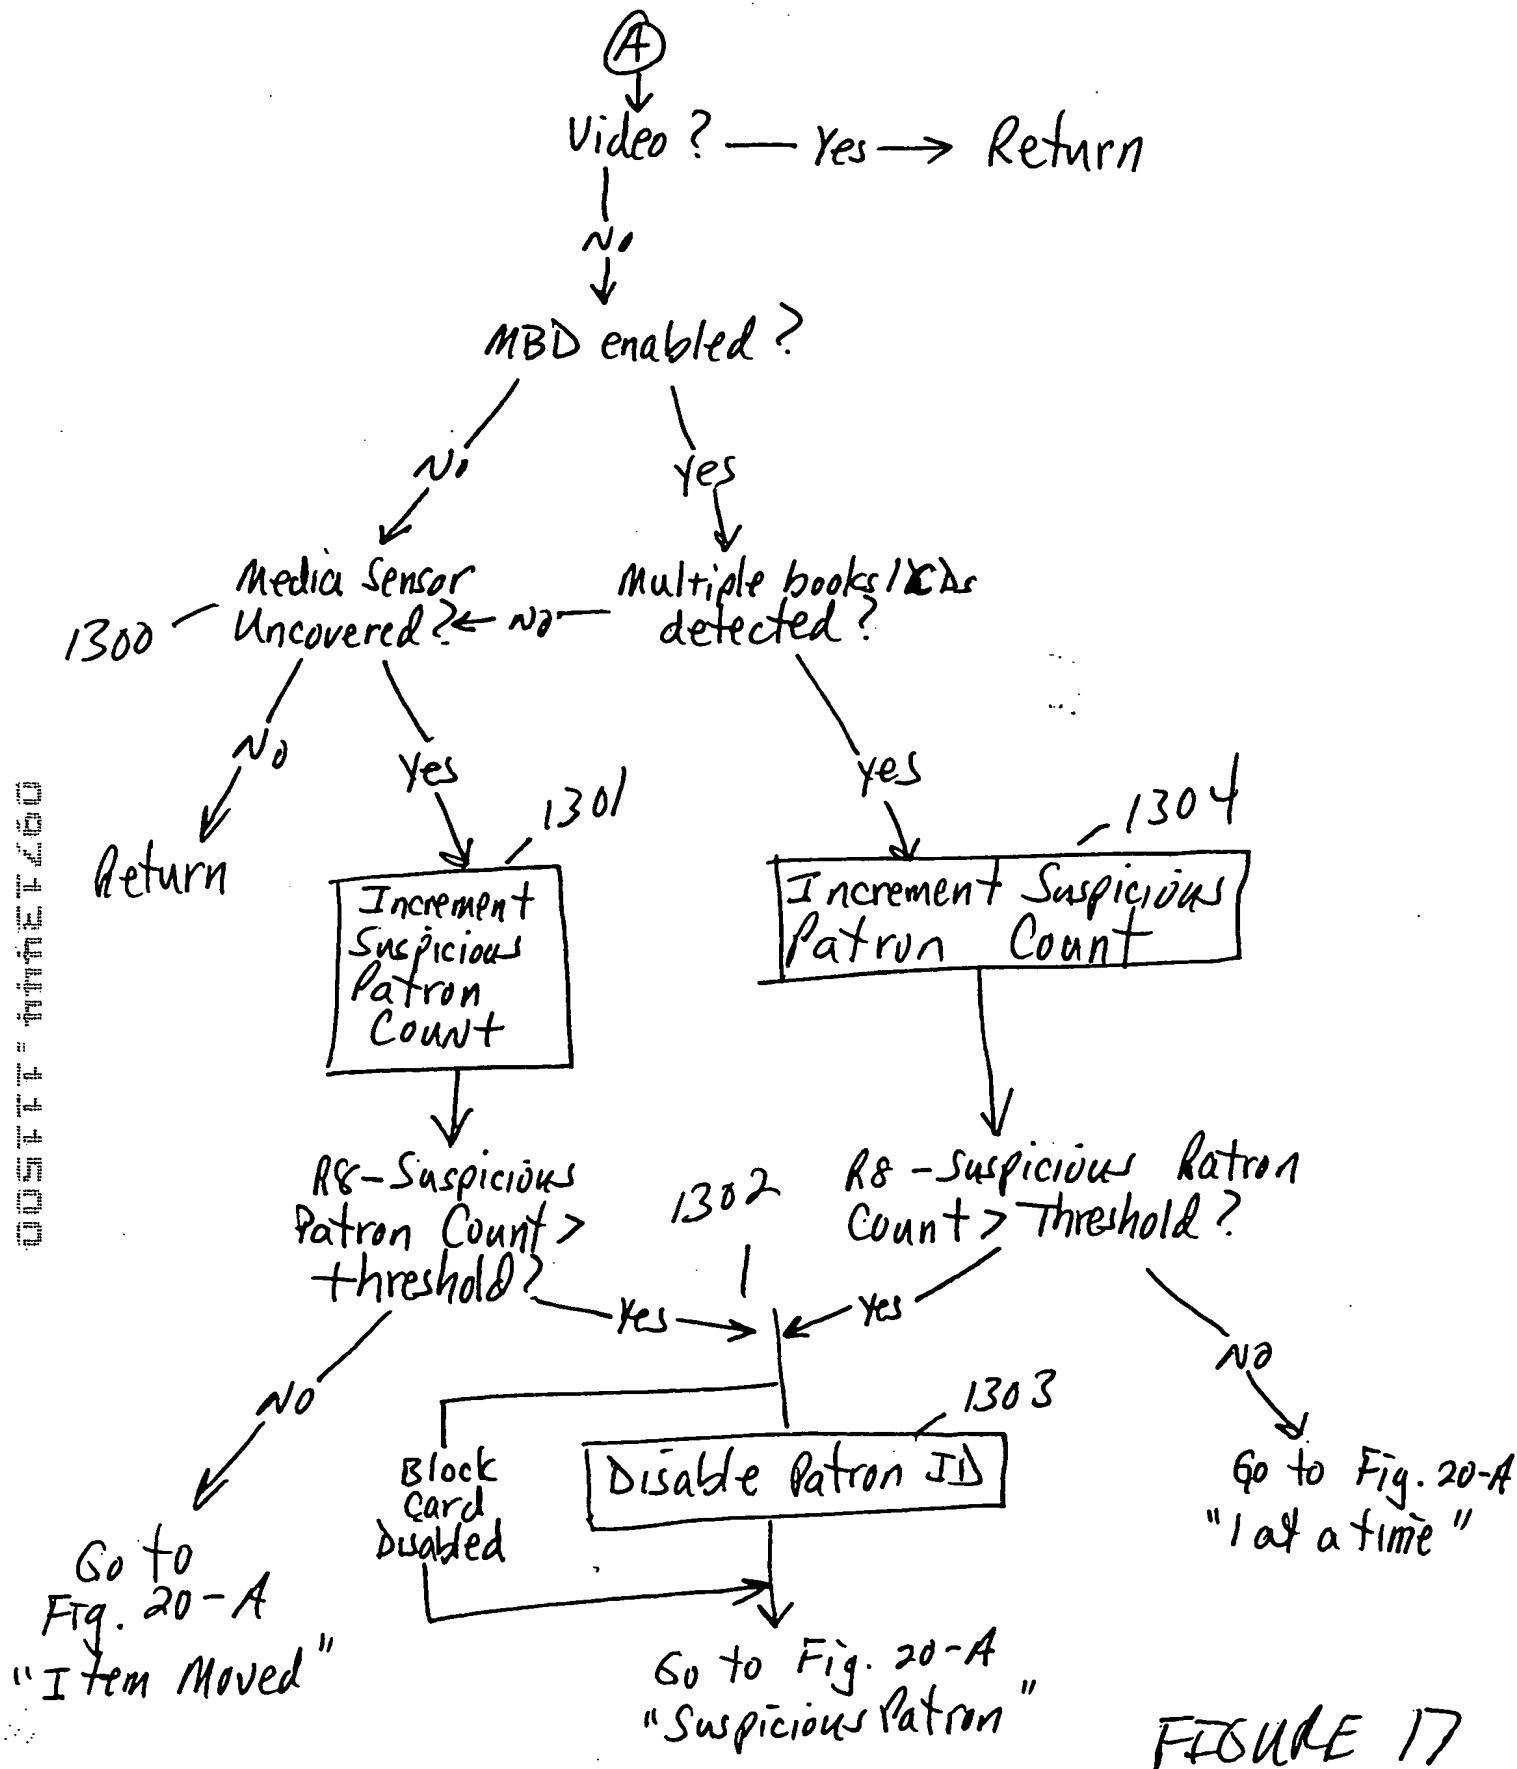 A
Video? Yes Return
No
MBD enabled?
No
Yes
Media Sensor
Uncovered?
1300
No
Multiple books/CDs
detected?
No
Yes
Yes
Return
1301
1304
Increment
Suspicious
Patron
Count
Increment Suspicious
Patron Count
R8-Suspicious
Patron Count >
threshold?
1302
R8-Suspicious Patron
Count > Threshold?
Yes
Yes
No
No
1303
Block
Card
Disabled
Disable Patron ID
Go to Fig. 20-A
"1 at a time"
Go to
Fig. 20-A
"Item Moved"
Go to Fig. 20-A
"Suspicious Patron"
FIGURE 17